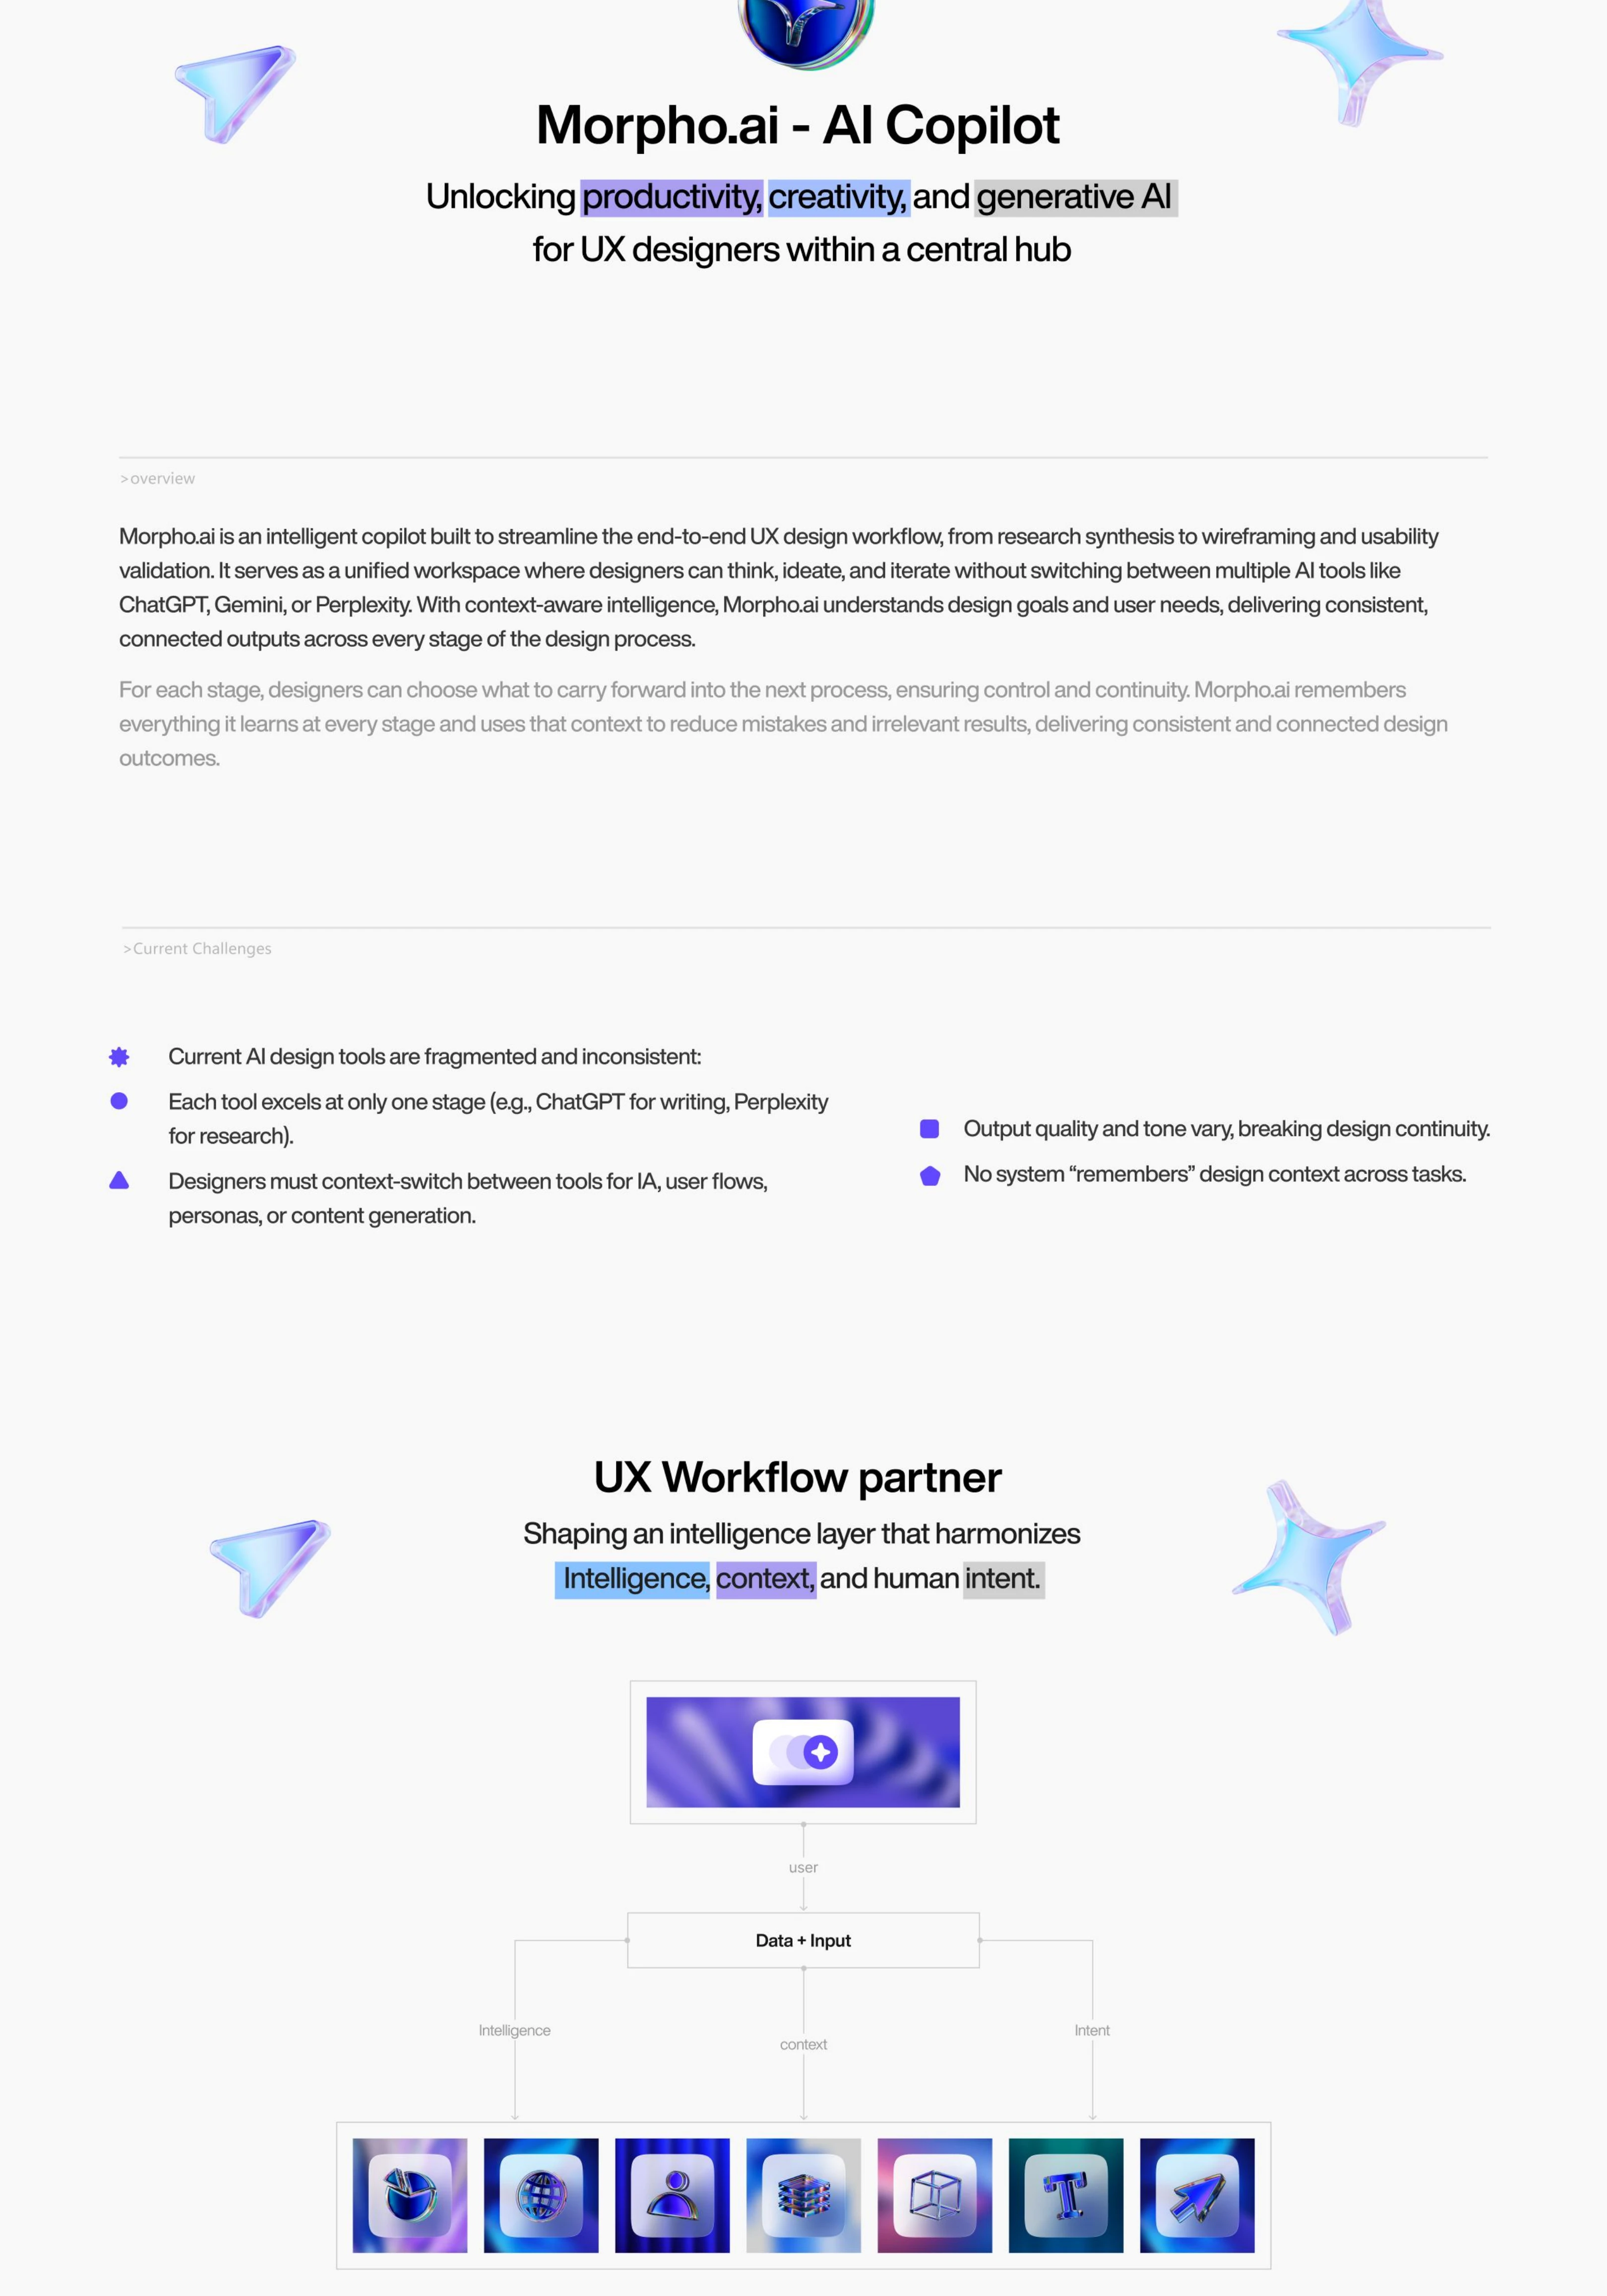 Morpho.ai - AI Copilot
Unlocking productivity, creativity, and generative AI
for UX designers within a central hub
>overview
Morpho.ai is an intelligent copilot built to streamline the end-to-end UX design workflow, from research synthesis to wireframing and usability
validation. It serves as a unified workspace where designers can think, ideate, and iterate without switching between multiple AI tools like
ChatGPT, Gemini, or Perplexity. With context-aware intelligence, Morpho.ai understands design goals and user needs, delivering consistent,
connected outputs across every stage of the design process.
For each stage, designers can choose what to carry forward into the next process, ensuring control and continuity. Morpho.ai remembers
everything it learns at every stage and uses that context to reduce mistakes and irrelevant results, delivering consistent and connected design
outcomes.
>Current Challenges
Current AI design tools are fragmented and inconsistent:
Each tool excels at only one stage (e.g., ChatGPT for writing, Perplexity
for research).
Designers must context-switch between tools for IA, user flows,
personas, or content generation.
Output quality and tone vary, breaking design continuity.
No system “remembers” design context across tasks.
UX Workflow partner
Shaping an intelligence layer that harmonizes
Intelligence, context, and human intent.
user
Data + Input
Intelligence
context
Intent
T